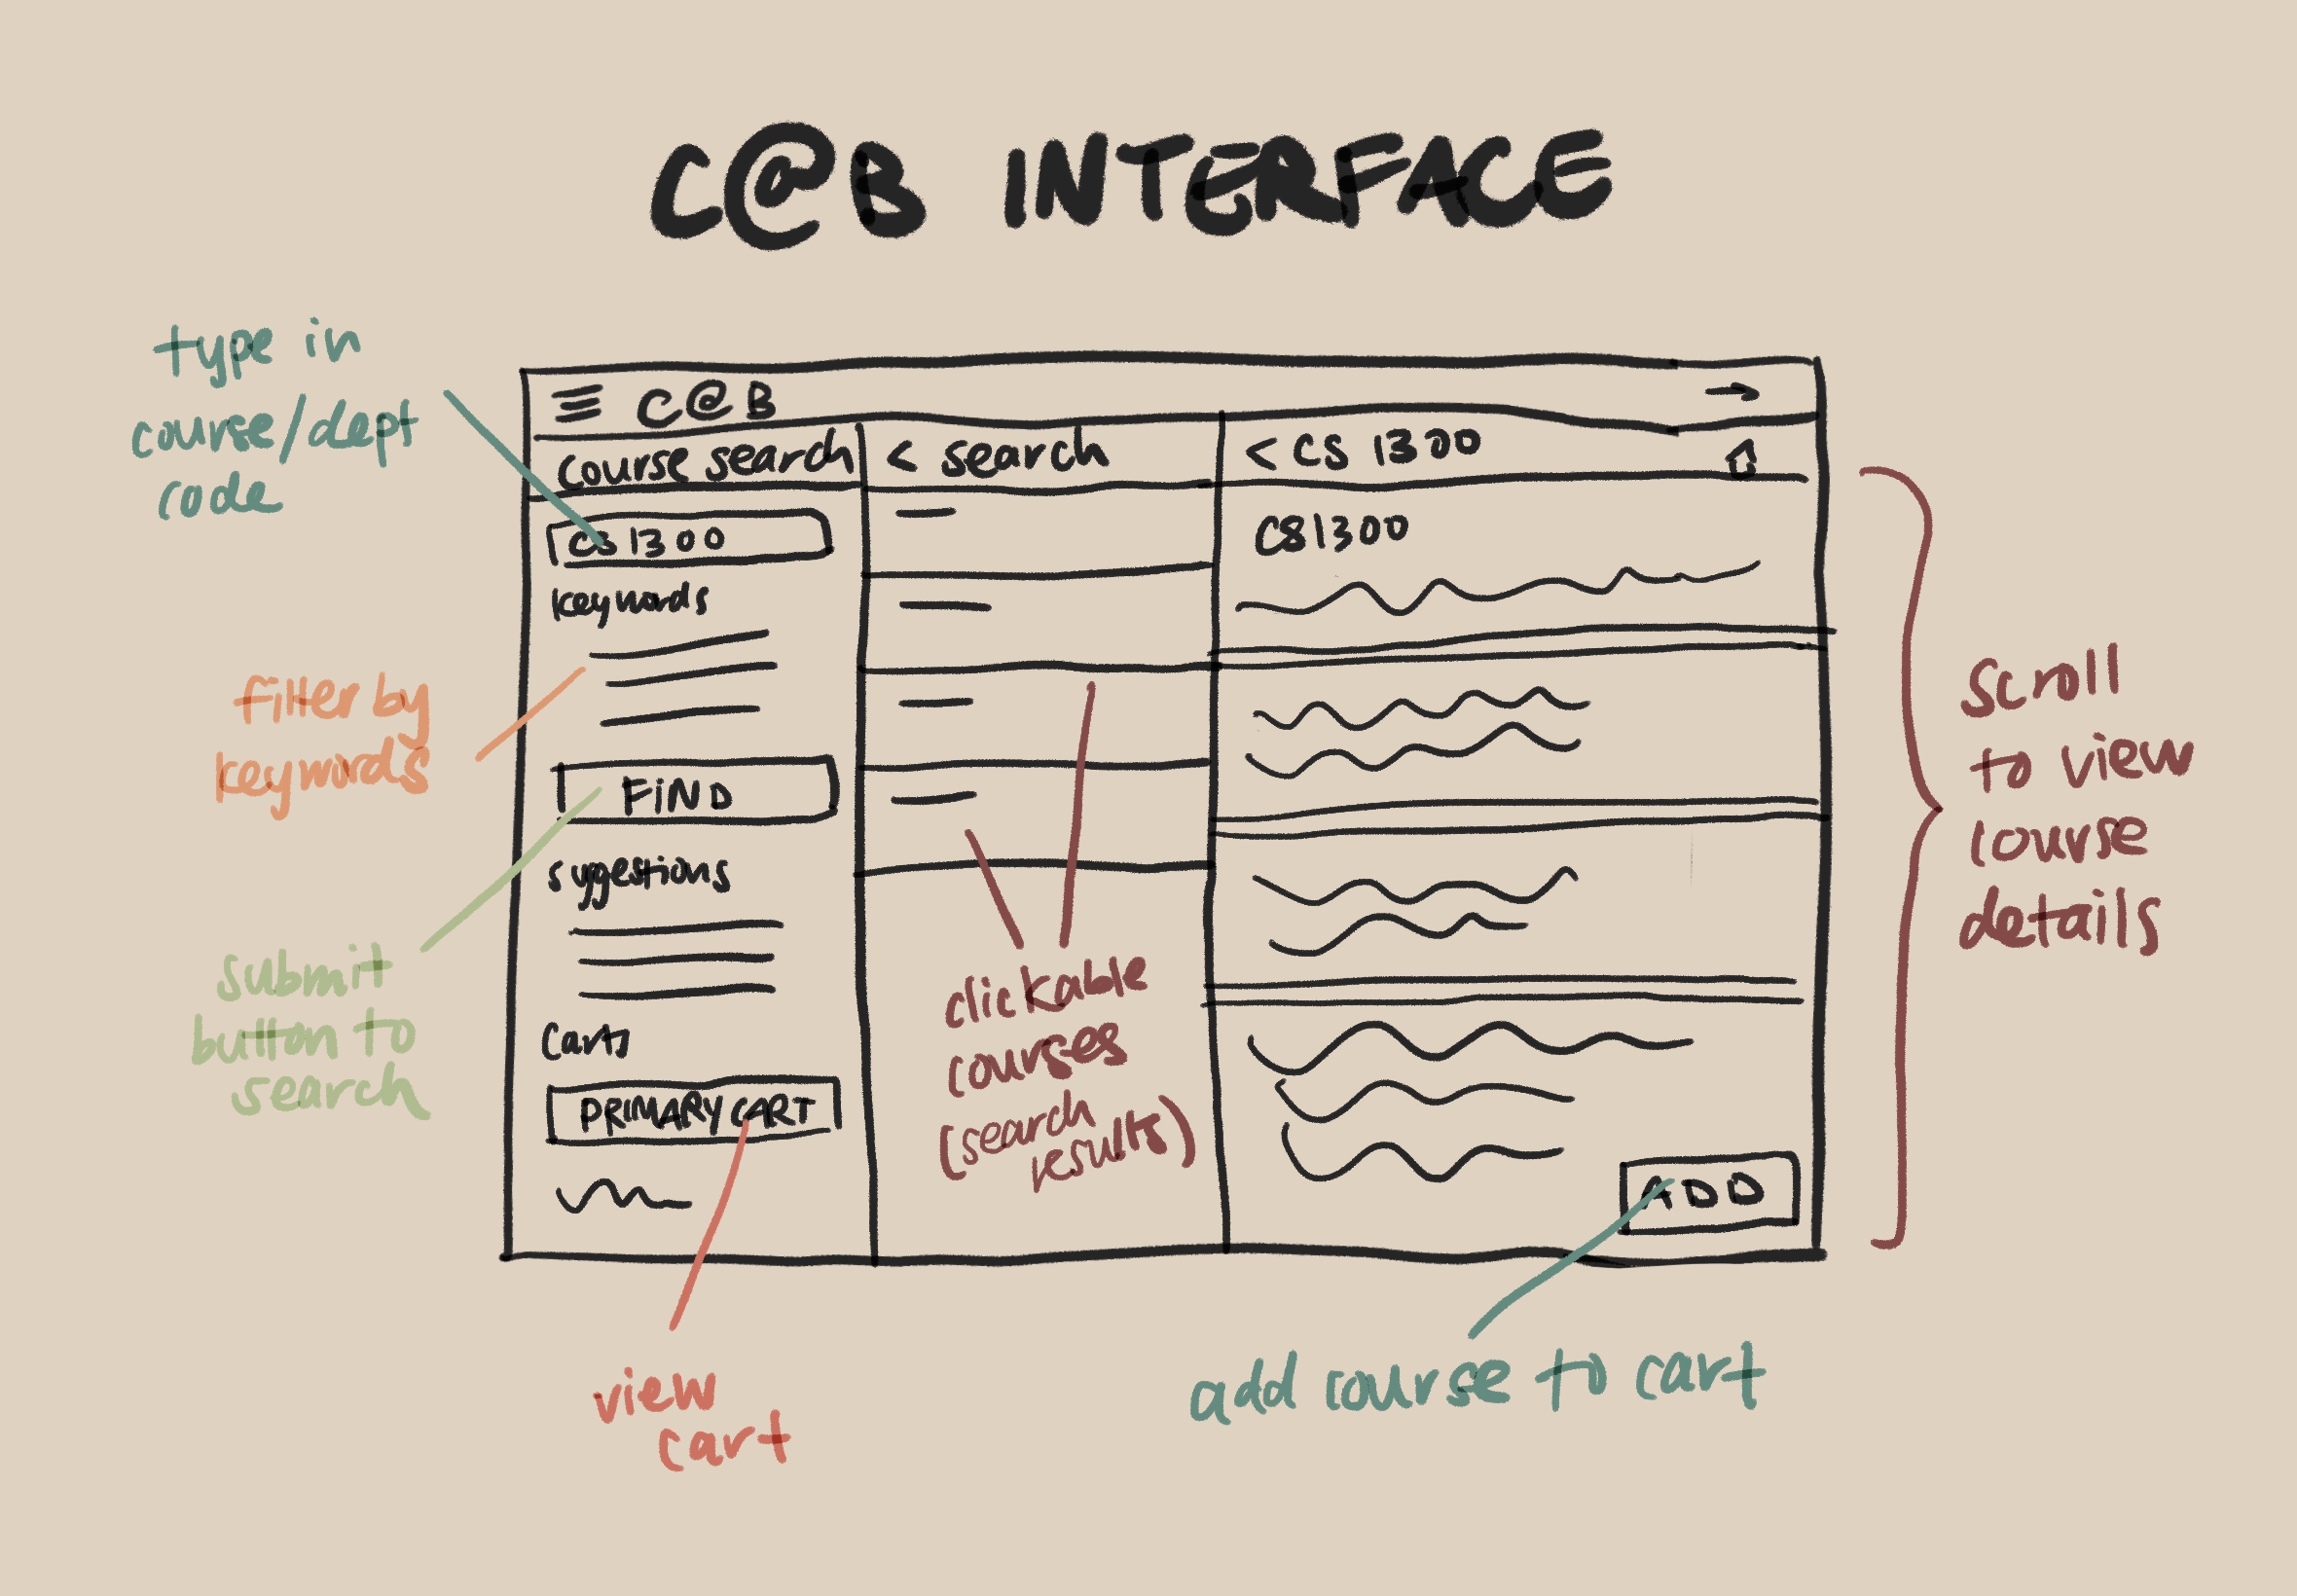 C@B INTERFACE
type in
course/dept
code
C@B
course search
< search
< CS 1300
CS1300
CS1300
keywords
filter by
keywords
FIND
suggestions
submit
button to
search
Carts
PRIMARY CART
clickable
courses
(search
results)
ADD
scroll
to view
course
details
view
cart
add course to cart